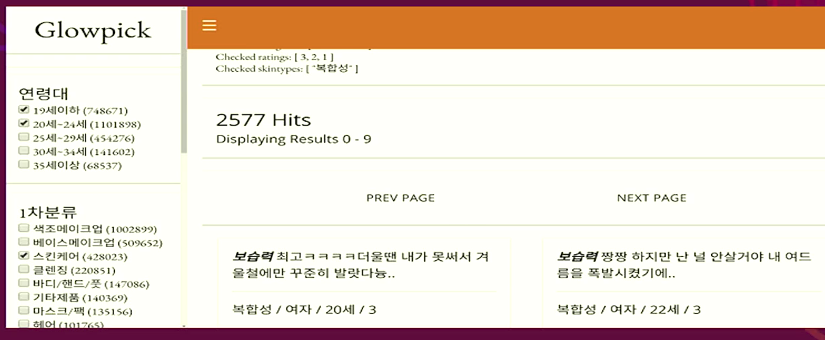 Glowpick
연령대
19세이하 (748671)
20세~24세 (1101898)
25세~29세 (454276)
30세~34세 (141602)
35세이상 (68537)
1차분류
색조메이크업 (1002899)
베이스메이크업 (509652)
스킨케어 (428023)
클렌징 (220851)
바디/핸드/풋 (147086)
기타제품 (140369)
마스크/팩 (135156)
헤어 (101765)
Checked ratings: [ 3, 2, 1 ]
Checked skintypes: [ "복합성" ]
2577 Hits
Displaying Results 0 - 9
PREV PAGE
NEXT PAGE
보습력 최고ㅋㅋㅋㅋ더울땐 내가 못써서 겨
울철에만 꾸준히 발랏다능..
복합성 / 여자 / 20세 / 3
보습력 짱짱 하지만 난 널 안살거야 내 여드
름을 폭발시켰기에..
복합성 / 여자 / 22세 / 3